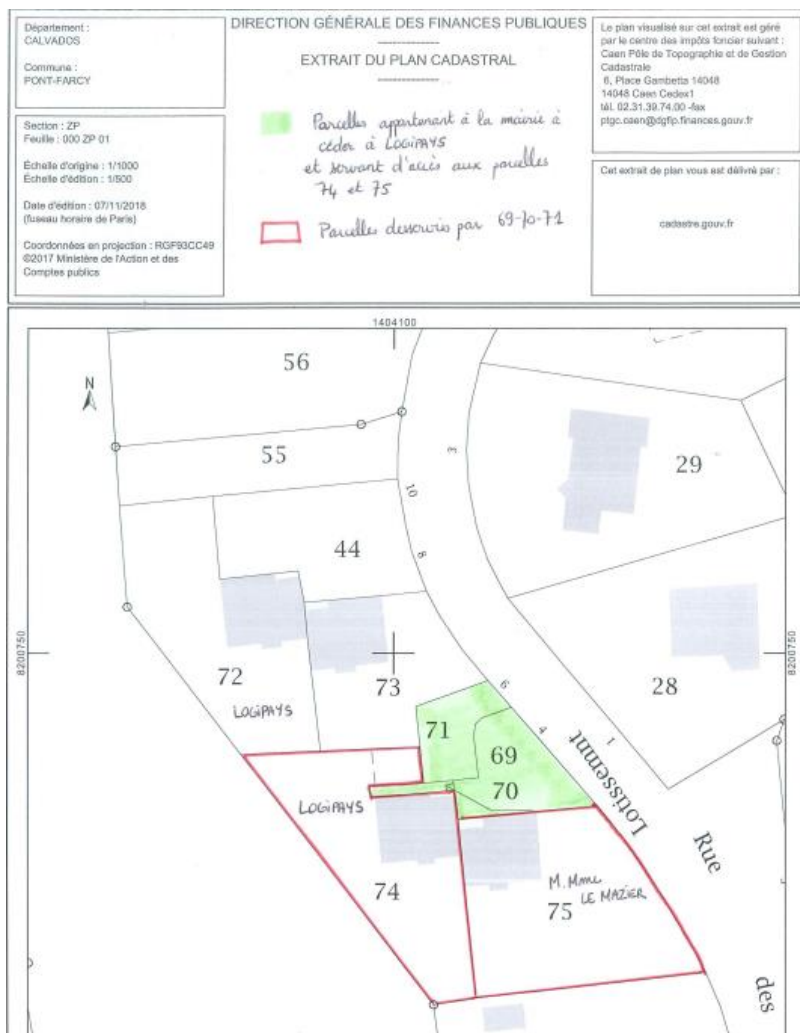 Département :
CALVADOS
Commune :
PONT-FARCY
Section : ZP
Feuille : 000 ZP 01
Échelle d'origine : 1/1000
Échelle d'édition : 1/500
Date d'édition : 07/11/2018
(fuseau horaire de Paris)
Coordonnées en projection : RGF93CC49
©2017 Ministère de l'Action et des
Comptes publics
DIRECTION GÉNÉRALE DES FINANCES PUBLIQUES
-------------
EXTRAIT DU PLAN CADASTRAL
-------------
Parcelles appartenant à la mairie à
céder à LOGIPAYS
et servant d'accès aux parcelles
74 et 75
Parcelles desservis par 69-70-71
Le plan visualisé sur cet extrait est géré
par le centre des impôts foncier suivant :
Caen Pôle de Topographie et de Gestion
Cadastrale
6, Place Gambetta 14048
14048 Caen Cedex1
tél. 02.31.39.74.00 -fax
ptgc.caen@dgfip.finances.gouv.fr
Cet extrait de plan vous est délivré par :
cadastre.gouv.fr
1404100
N
56
55
3
29
10
44
8
8200750
8200750
72
73
6
28
LOGIPAYS
71
4
1
69
Lotissemnt
70
LOGIPAYS
Rue
74
M. Mme
LE MAZIER
75
des